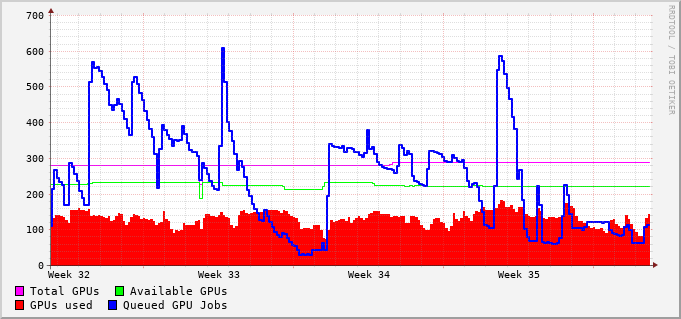 700
600
500
400
300
200
100
0
Week 32 Week 33 Week 34 Week 35
Total GPUs Available GPUs
GPUs used Queued GPU Jobs
RRDTOOL / TOBI OETIKER